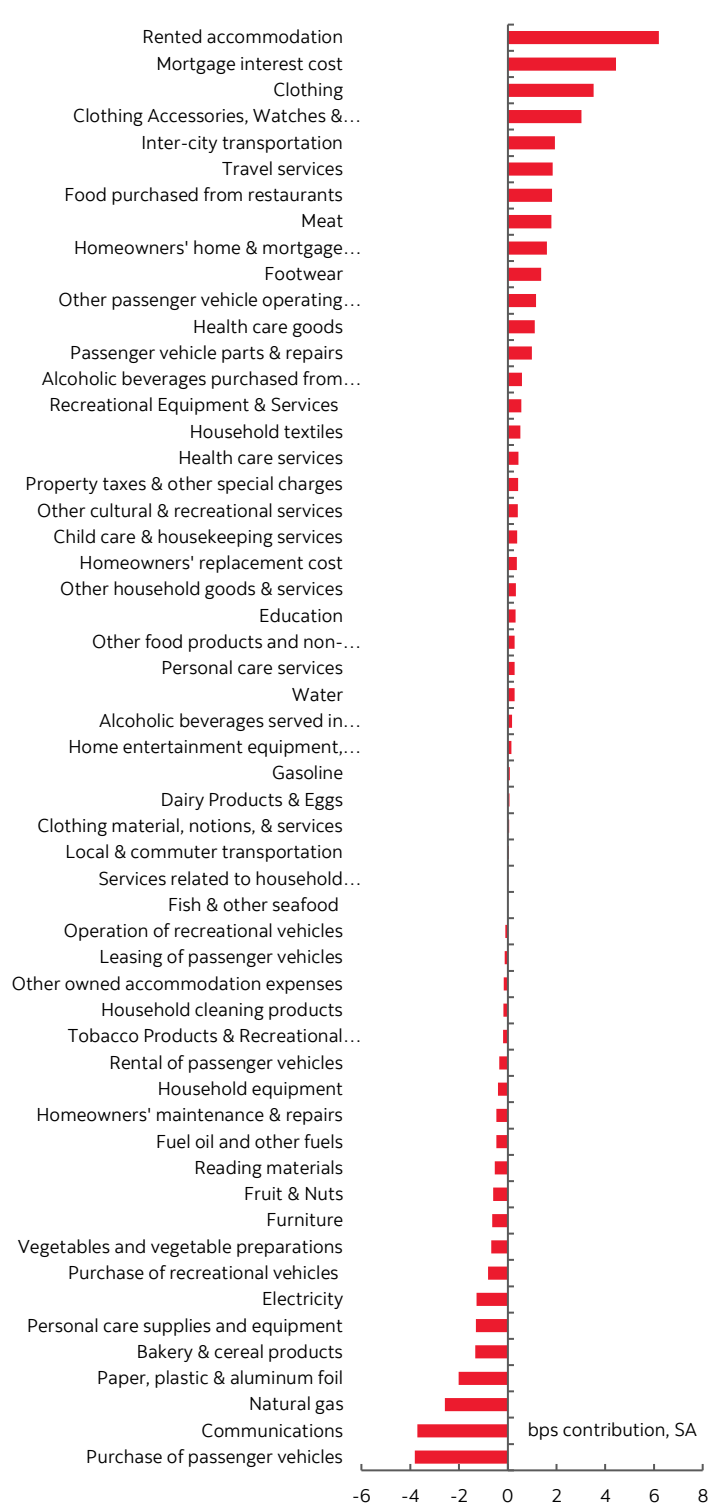 Rented accommodation
Mortgage interest cost
Clothing
Clothing Accessories, Watches &...
Inter-city transportation
Travel services
Food purchased from restaurants
Meat
Homeowners' home & mortgage...
Footwear
Other passenger vehicle operating...
Health care goods
Passenger vehicle parts & repairs
Alcoholic beverages purchased from...
Recreational Equipment & Services
Household textiles
Health care services
Property taxes & other special charges
Other cultural & recreational services
Child care & housekeeping services
Homeowners' replacement cost
Other household goods & services
Education
Other food products and non-...
Personal care services
Water
Alcoholic beverages served in...
Home entertainment equipment,...
Gasoline
Dairy Products & Eggs
Clothing material, notions, & services
Local & commuter transportation
Services related to household...
Fish & other seafood
Operation of recreational vehicles
Leasing of passenger vehicles
Other owned accommodation expenses
Household cleaning products
Tobacco Products & Recreational...
Rental of passenger vehicles
Household equipment
Homeowners' maintenance & repairs
Fuel oil and other fuels
Reading materials
Fruit & Nuts
Furniture
Vegetables and vegetable preparations
Purchase of recreational vehicles
Electricity
Personal care supplies and equipment
Bakery & cereal products
Paper, plastic & aluminum foil
Natural gas
Communications
bps contribution, SA
Purchase of passenger vehicles
-6 -4 -2 0 2 4 6 8